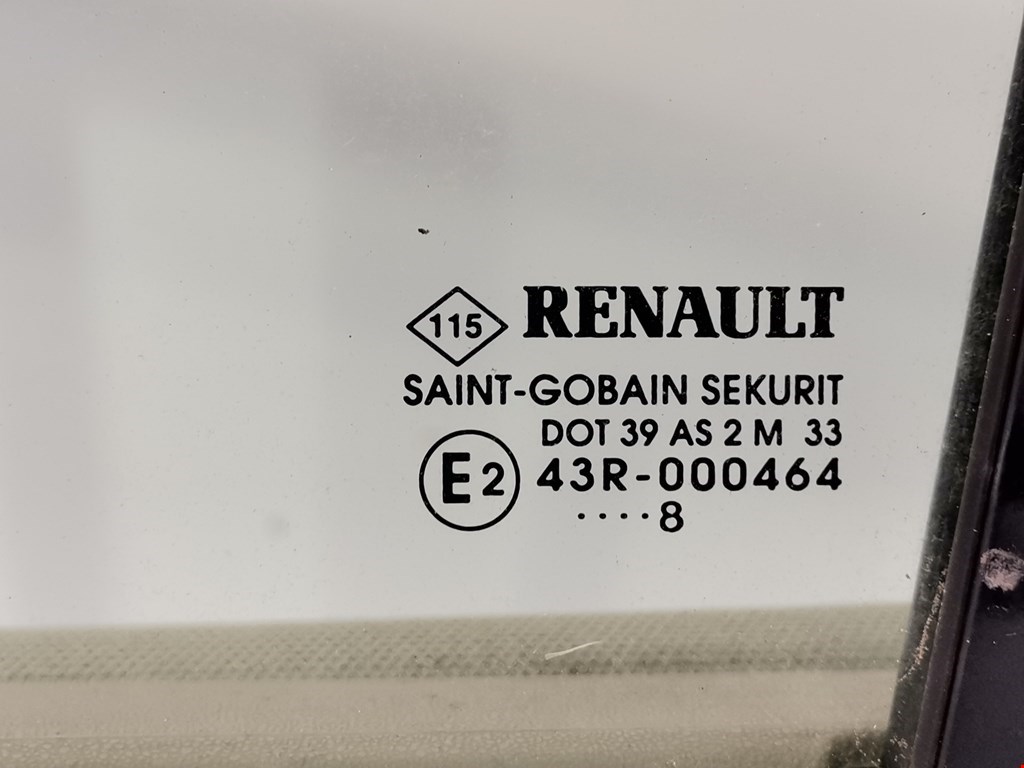 115 RENAULT
SAINT-GOBAIN SEKURIT
DOT 39 AS 2 M 33
E2 43R-000464
····8